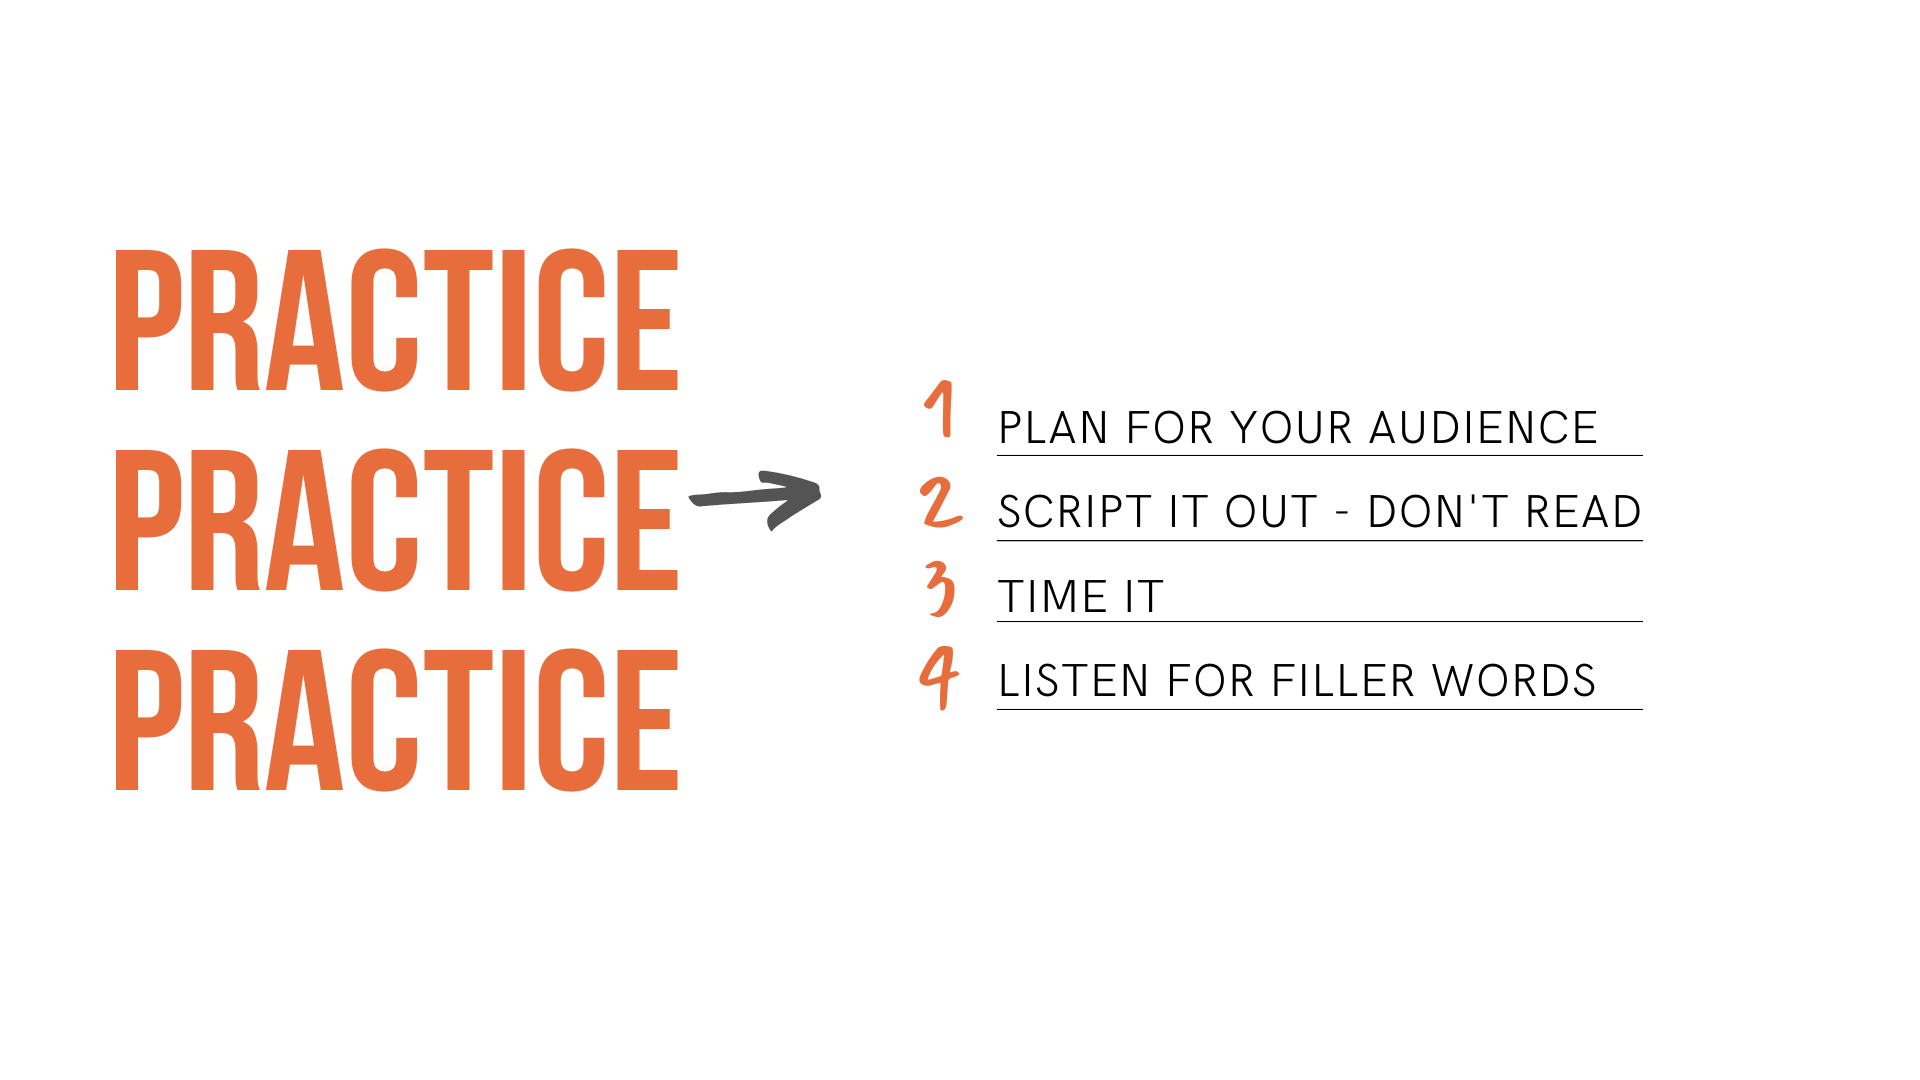 PRACTICE
PRACTICE
PRACTICE
1 PLAN FOR YOUR AUDIENCE
2 SCRIPT IT OUT - DON'T READ
3 TIME IT
4 LISTEN FOR FILLER WORDS